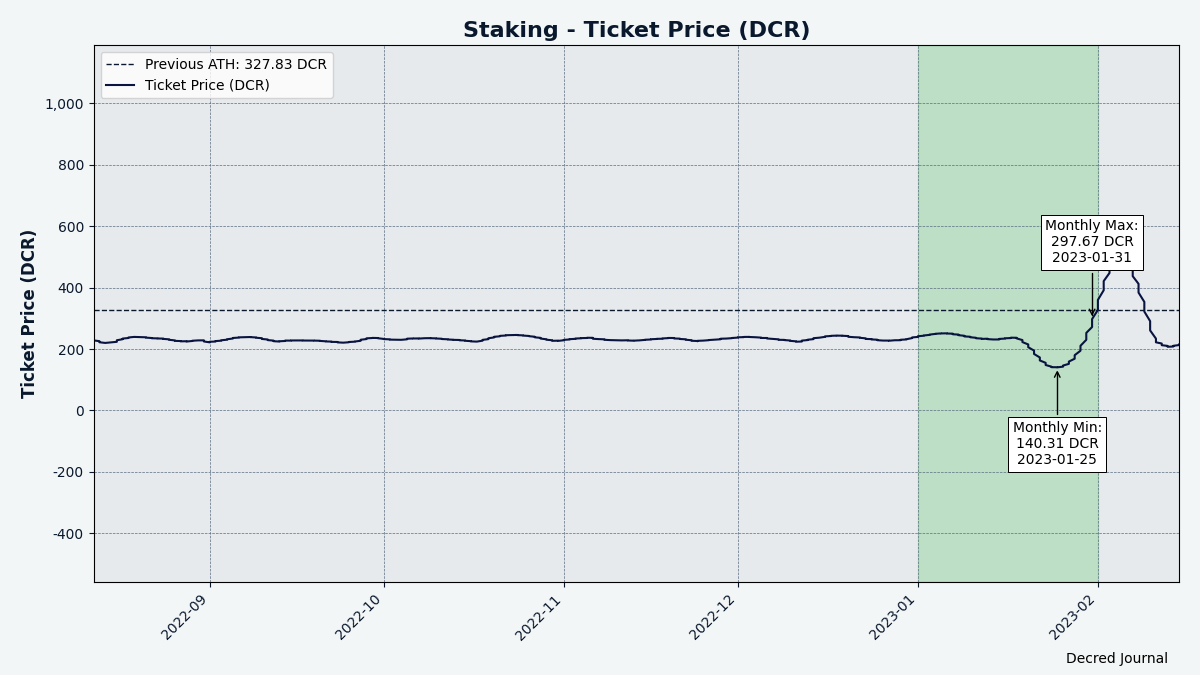 Staking - Ticket Price (DCR)
Previous ATH: 327.83 DCR
Ticket Price (DCR)
Ticket Price (DCR)
1,000
800
600
400
200
0
-200
-400
Monthly Max:
297.67 DCR
2023-01-31
Monthly Min:
140.31 DCR
2023-01-25
2022-09
2022-10
2022-11
2022-12
2023-01
2023-02
Decred Journal